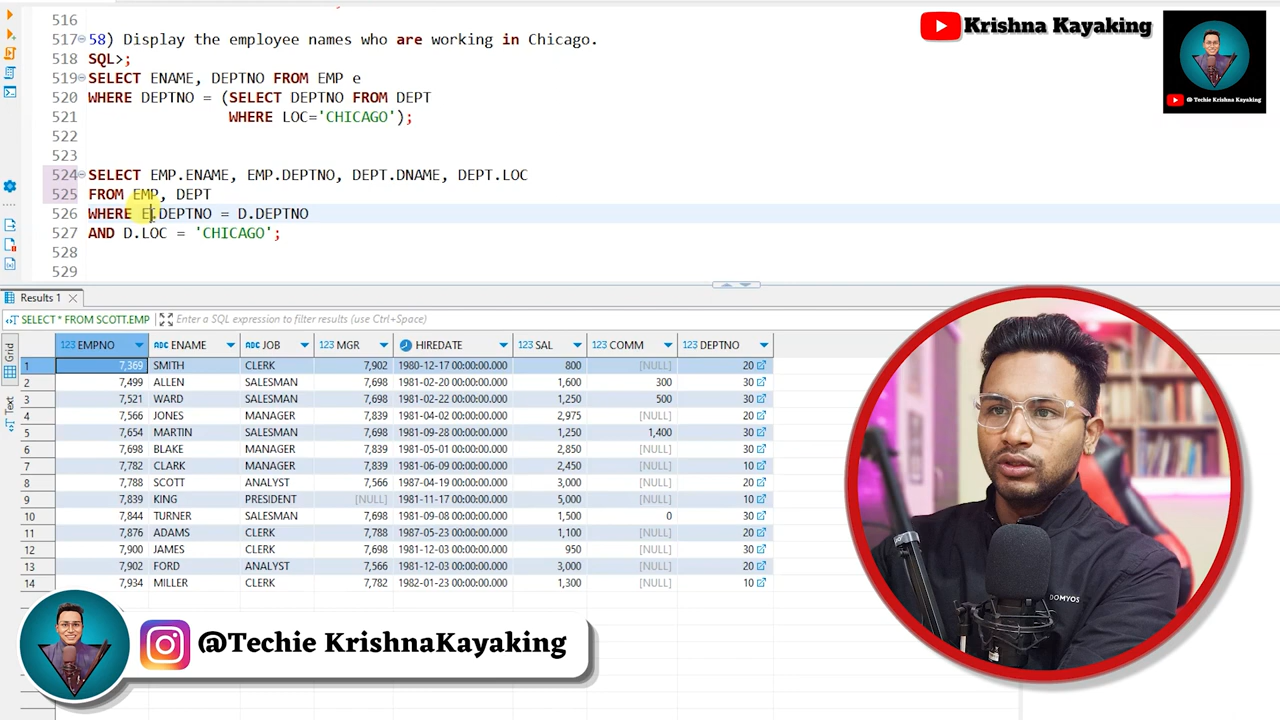 516
517 58) Display the employee names who are working in Chicago.
518 SQL>;
519 SELECT ENAME, DEPTNO FROM EMP e
520 WHERE DEPTNO = (SELECT DEPTNO FROM DEPT
521 WHERE LOC='CHICAGO');
522
523
524 SELECT EMP.ENAME, EMP.DEPTNO, DEPT.DNAME, DEPT.LOC
525 FROM EMP, DEPT
526 WHERE E.DEPTNO = D.DEPTNO
527 AND D.LOC = 'CHICAGO';
528
529
Krishna Kayaking
@ Techie Krishna Kayaking
Results 1
SELECT * FROM SCOTT.EMP Enter a SQL expression to filter results (use Ctrl+Space)
Grid
Text
123 EMPNO ABC ENAME ABC JOB 123 MGR HIREDATE 123 SAL 123 COMM 123 DEPTNO
1 7,369 SMITH CLERK 7,902 1980-12-17 00:00:00.000 800 [NULL] 20
2 7,499 ALLEN SALESMAN 7,698 1981-02-20 00:00:00.000 1,600 300 30
3 7,521 WARD SALESMAN 7,698 1981-02-22 00:00:00.000 1,250 500 30
4 7,566 JONES MANAGER 7,839 1981-04-02 00:00:00.000 2,975 [NULL] 20
5 7,654 MARTIN SALESMAN 7,698 1981-09-28 00:00:00.000 1,250 1,400 30
6 7,698 BLAKE MANAGER 7,839 1981-05-01 00:00:00.000 2,850 [NULL] 30
7 7,782 CLARK MANAGER 7,839 1981-06-09 00:00:00.000 2,450 [NULL] 10
8 7,788 SCOTT ANALYST 7,566 1987-04-19 00:00:00.000 3,000 [NULL] 20
9 7,839 KING PRESIDENT [NULL] 1981-11-17 00:00:00.000 5,000 [NULL] 10
10 7,844 TURNER SALESMAN 7,698 1981-09-08 00:00:00.000 1,500 0 30
11 7,876 ADAMS CLERK 7,788 1987-05-23 00:00:00.000 1,100 [NULL] 20
12 7,900 JAMES CLERK 7,698 1981-12-03 00:00:00.000 950 [NULL] 30
13 7,902 FORD ANALYST 7,566 1981-12-03 00:00:00.000 3,000 [NULL] 20
14 7,934 MILLER CLERK 7,782 1982-01-23 00:00:00.000 1,300 [NULL] 10
DOMYOS
@Techie KrishnaKayaking